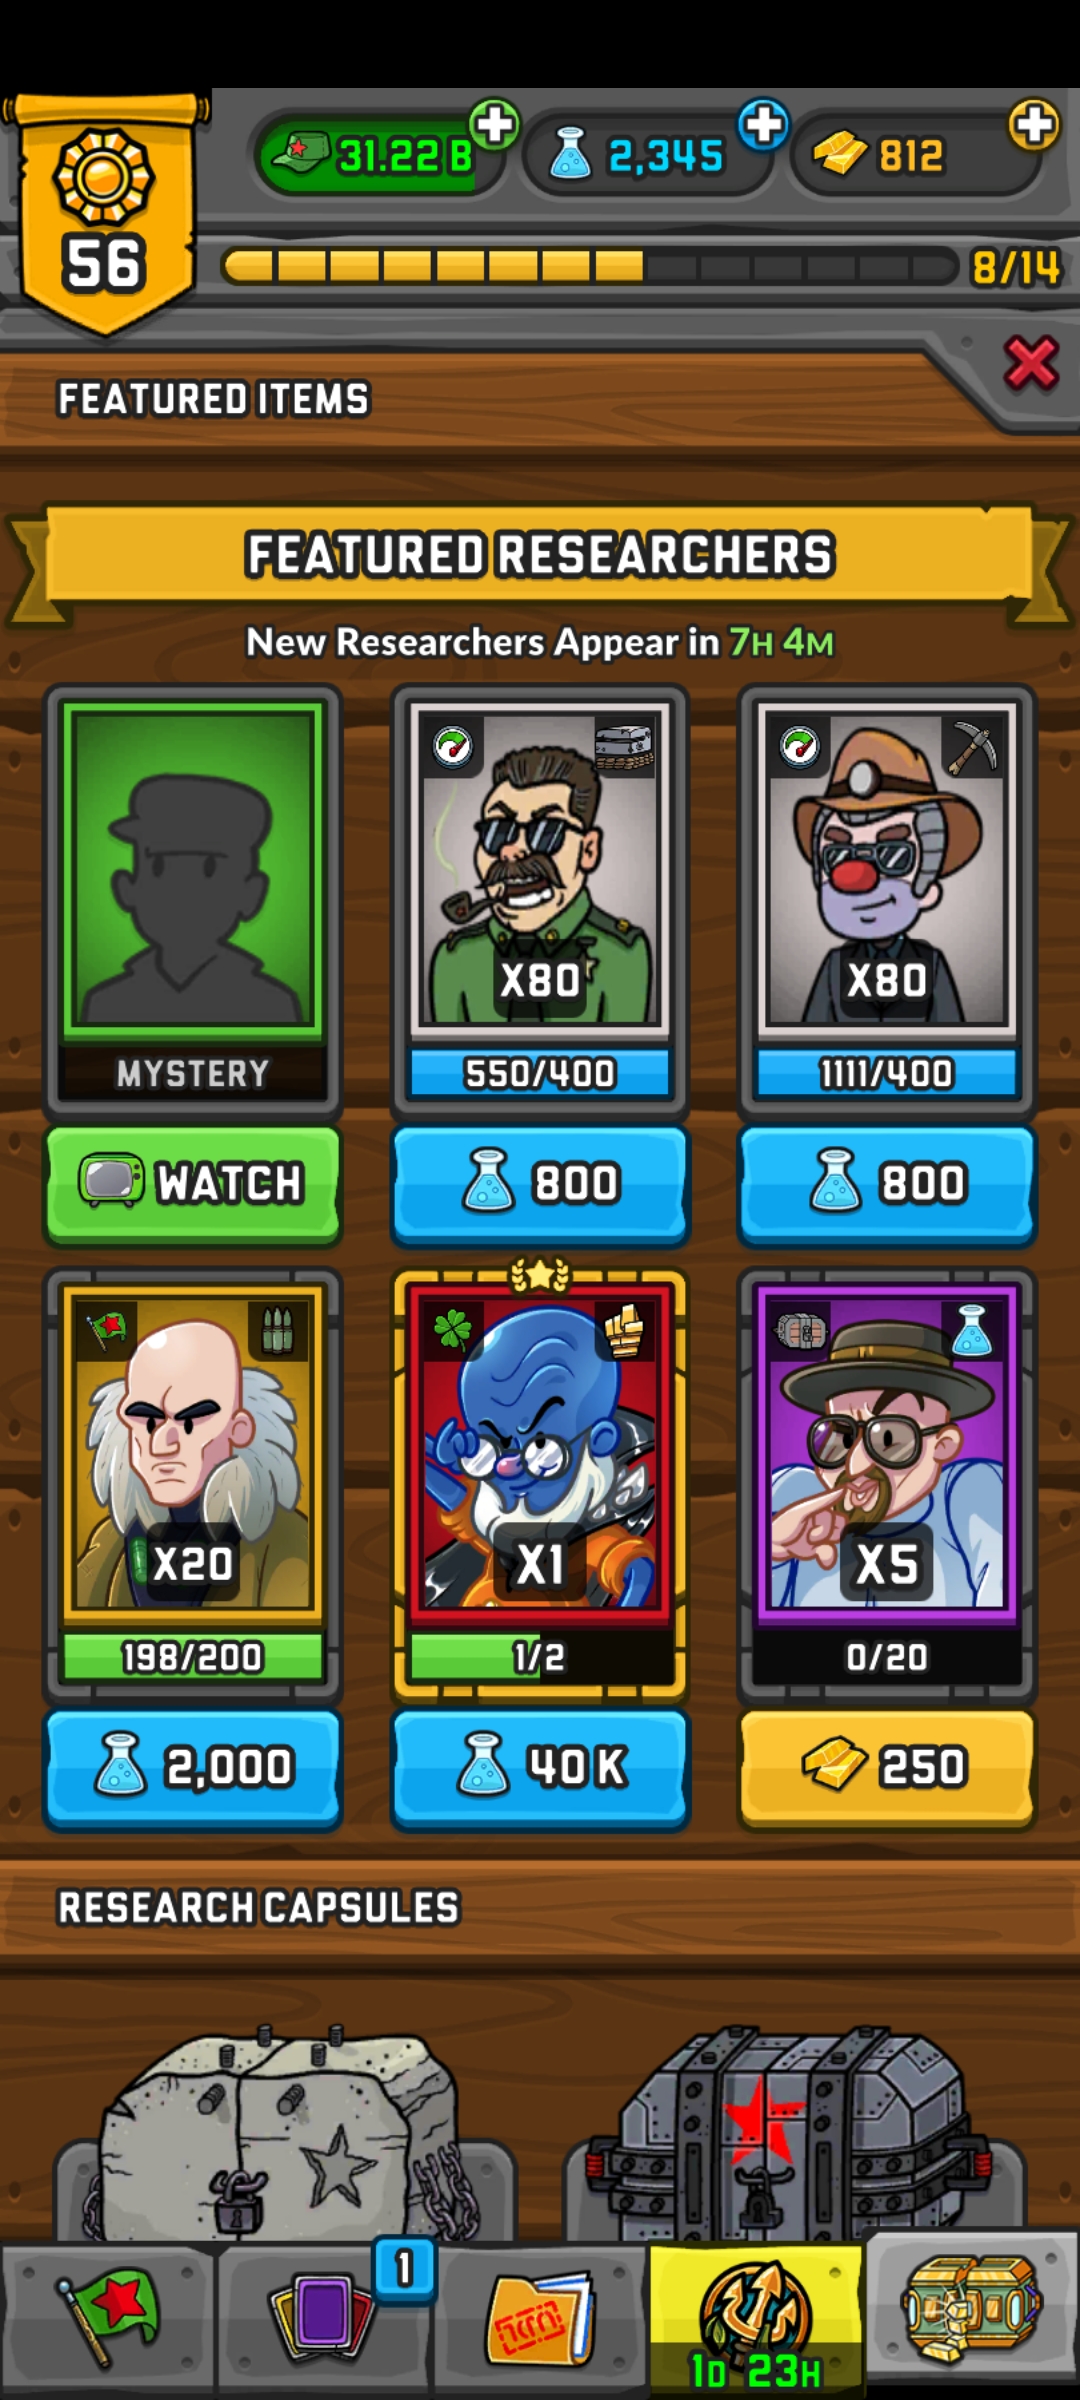 31.22 B
2,345
812
56
8/14
FEATURED ITEMS
FEATURED RESEARCHERS
New Researchers Appear in 7H 4M
X80
X80
MYSTERY
550/400
1111/400
WATCH
800
800
X20
X1
X5
198/200
1/2
0/20
2,000
40 K
250
RESEARCH CAPSULES
1
1D 23H